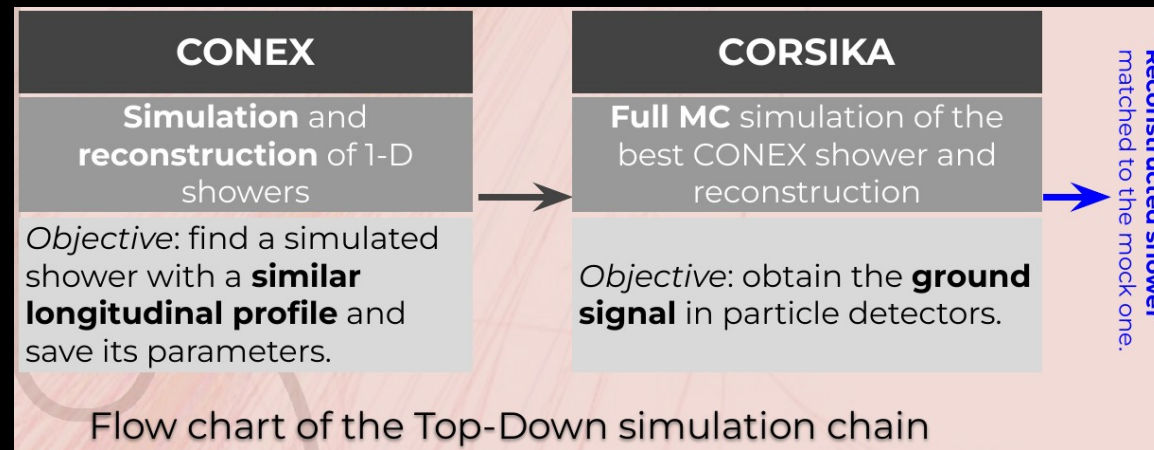 CONEX
Simulation and
reconstruction of 1-D
showers
Objective: find a simulated
shower with a similar
longitudinal profile and
save its parameters.
CORSIKA
Full MC simulation of the
best CONEX shower and
reconstruction
Objective: obtain the ground
signal in particle detectors.
Reconstructed shower
matched to the mock one.
Flow chart of the Top-Down simulation chain